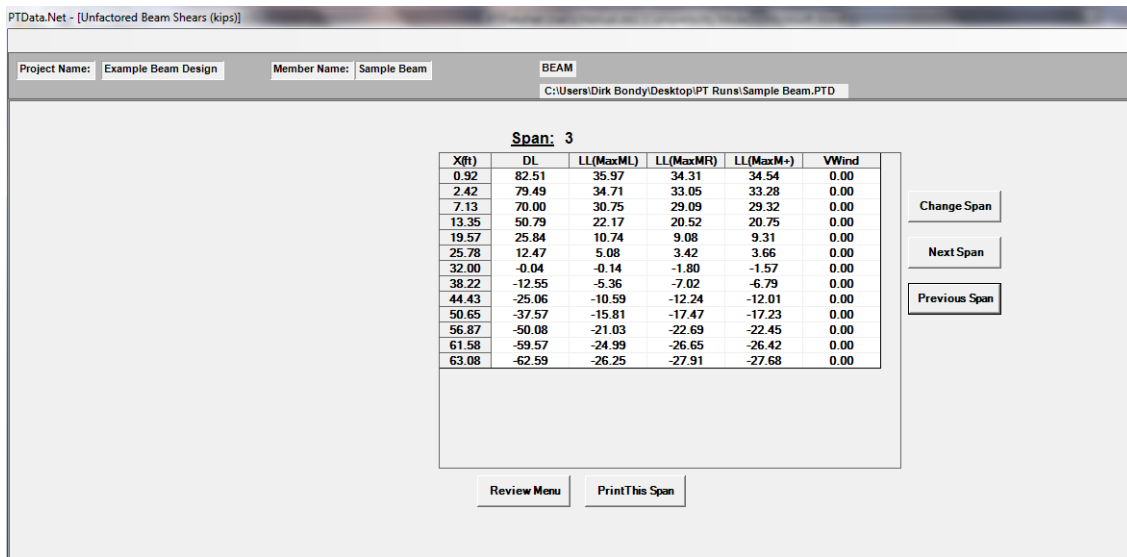 PTData.Net - [Unfactored Beam Shears (kips)]
Project Name: Example Beam Design Member Name: Sample Beam BEAM
C:\Users\Dirk Bondy\Desktop\PT Runs\Sample Beam.PTD
Span: 3
X(ft) DL LL(MaxML) LL(MaxMR) LL(MaxM+) VWind
0.92 82.51 35.97 34.31 34.54 0.00
2.42 79.49 34.71 33.05 33.28 0.00
7.13 70.00 30.75 29.09 29.32 0.00
13.35 50.79 22.17 20.52 20.75 0.00
19.57 25.84 10.74 9.08 9.31 0.00
25.78 12.47 5.08 3.42 3.66 0.00
32.00 -0.04 -0.14 -1.80 -1.57 0.00
38.22 -12.55 -5.36 -7.02 -6.79 0.00
44.43 -25.06 -10.59 -12.24 -12.01 0.00
50.65 -37.57 -15.81 -17.47 -17.23 0.00
56.87 -50.08 -21.03 -22.69 -22.45 0.00
61.58 -59.57 -24.99 -26.65 -26.42 0.00
63.08 -62.59 -26.25 -27.91 -27.68 0.00
Change Span
Next Span
Previous Span
Review Menu PrintThis Span